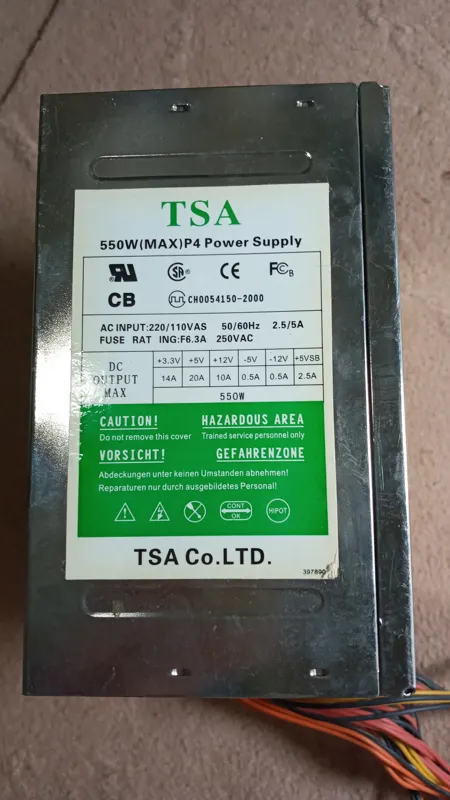 TSA
550W(MAX)P4 Power Supply
CB
CH0054150-2000
AC INPUT:220/110VAS 50/60Hz 2.5/5A
FUSE RAT ING:F6.3A 250VAC
DC OUTPUT MAX
+3.3V +5V +12V -5V -12V +5VSB
14A 20A 10A 0.5A 0.5A 2.5A
550W
CAUTION! HAZARDOUS AREA
Do not remove this cover Trained service personnel only
VORSICHT! GEFAHRENZONE
Abdeckungen unter keinen Umstanden abnehmen!
Reparaturen nur durch ausgebildetes Personal!
CONT OK HIPOT
TSA Co.LTD.